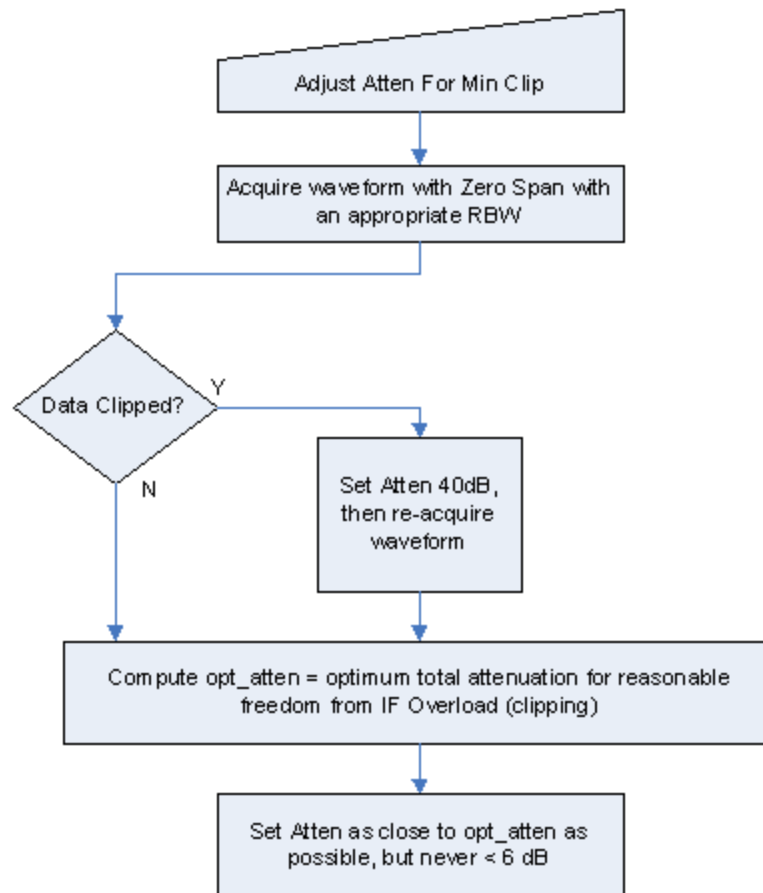 Adjust Atten For Min Clip
Acquire waveform with Zero Span with
an appropriate RBW
Data Clipped?
Y
N
Set Atten 40dB,
then re-acquire
waveform
Compute opt_atten = optimum total attenuation for reasonable
freedom from IF Overload (clipping)
Set Atten as close to opt_atten as
possible, but never < 6 dB